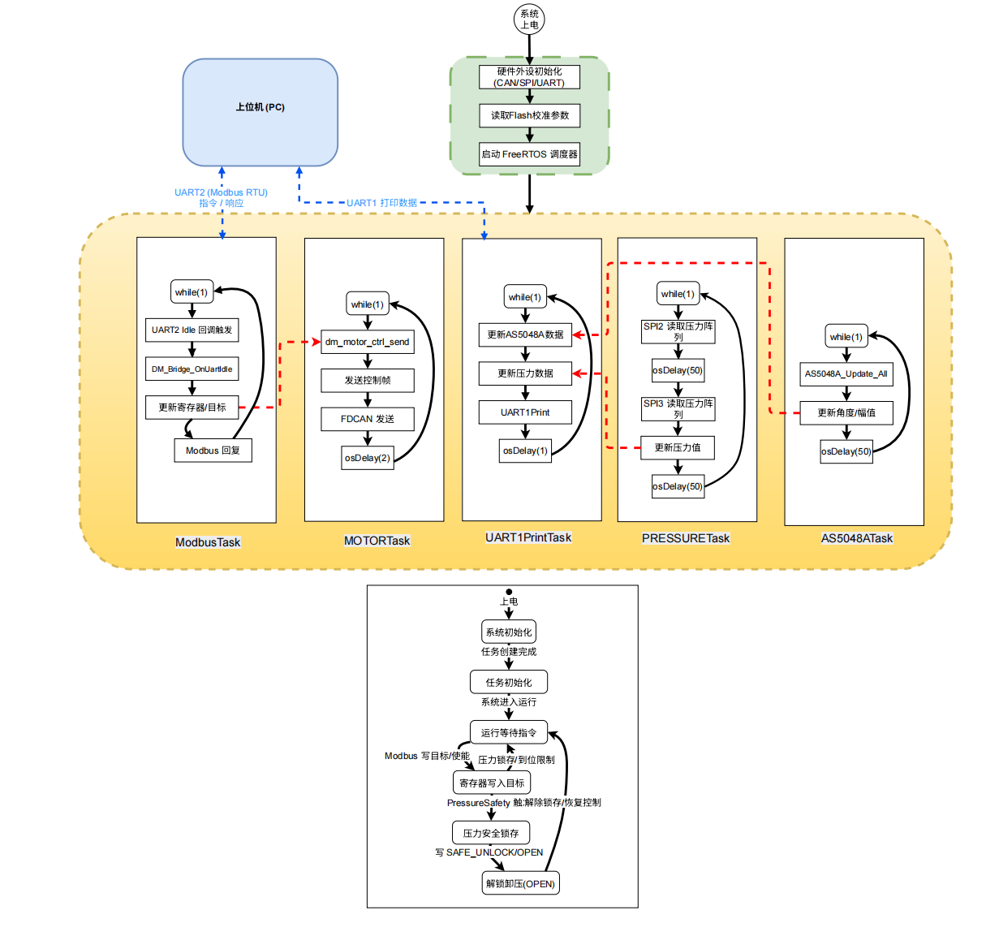 系统
上电
硬件外设初始化
(CAN/SPI/UART)
读取Flash校准参数
启动 FreeRTOS 调度器
上位机 (PC)
UART2 (Modbus RTU)
指令 / 响应
UART1 打印数据
while(1)
UART2 Idle 回调触发
DM_Bridge_OnUartIdle
更新寄存器/目标
Modbus 回复
ModbusTask
while(1)
dm_motor_ctrl_send
发送控制帧
FDCAN 发送
osDelay(2)
MOTORTask
while(1)
更新AS5048A数据
更新压力数据
UART1Print
osDelay(1)
UART1PrintTask
while(1)
SPI2 读取压力阵
列
osDelay(50)
SPI3 读取压力阵
列
更新压力值
osDelay(50)
PRESSURETask
while(1)
AS5048A_Update_All
更新角度/幅值
osDelay(50)
AS5048ATask
上电
系统初始化
任务创建完成
任务初始化
系统进入运行
运行等待指令
Modbus 写目标/使能
压力锁存/到位限制
寄存器写入目标
PressureSafety 触:解除锁存/恢复控制
压力安全锁存
写 SAFE_UNLOCK/OPEN
解锁卸压(OPEN)